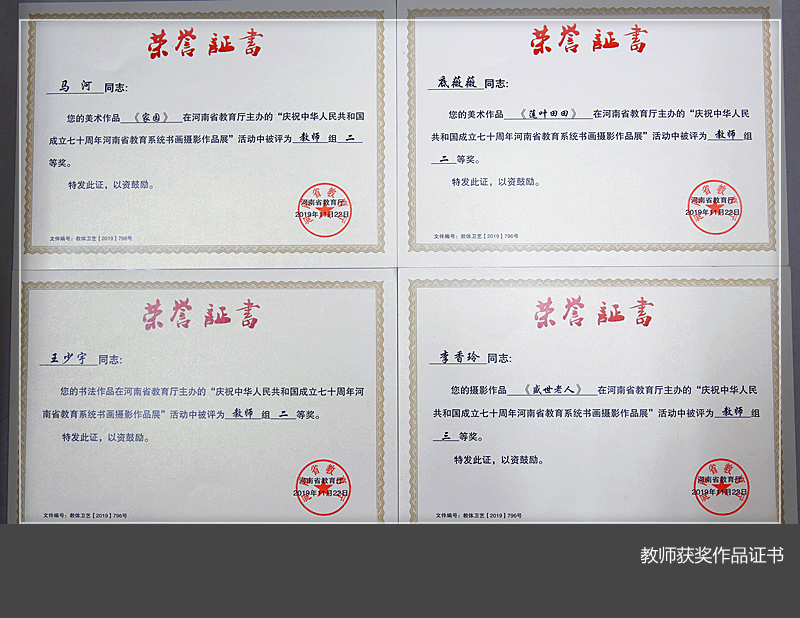 荣誉証书
马河 同志:
您的美术作品 《家园》 在河南省教育厅主办的“庆祝中华人民共和国
成立七十周年河南省教育系统书画摄影作品展”活动中被评为 教师 组 二
等奖。
特发此证，以资鼓励。
河南省教育厅
2019年11月22日
文件编号：教体卫艺【2019】796号
荣誉証书
底薇薇 同志:
您的美术作品 《莲叶田田》 在河南省教育厅主办的“庆祝中华人民
共和国成立七十周年河南省教育系统书画摄影作品展”活动中被评为 教师 组
二 等奖。
特发此证，以资鼓励。
河南省教育厅
2019年11月22日
文件编号：教体卫艺【2019】796号
荣誉証书
王少宇 同志:
您的书法作品在河南省教育厅主办的“庆祝中华人民共和国成立七十周年河
南省教育系统书画摄影作品展”活动中被评为 教师 组 二 等奖。
特发此证，以资鼓励。
河南省教育厅
2019年11月22日
文件编号：教体卫艺【2019】796号
荣誉証书
李香玲 同志:
您的摄影作品 《盛世老人》 在河南省教育厅主办的“庆祝中华人民
共和国成立七十周年河南省教育系统书画摄影作品展”活动中被评为 教师 组
三 等奖。
特发此证，以资鼓励。
河南省教育厅
2019年11月22日
文件编号：教体卫艺【2019】796号
教师获奖作品证书